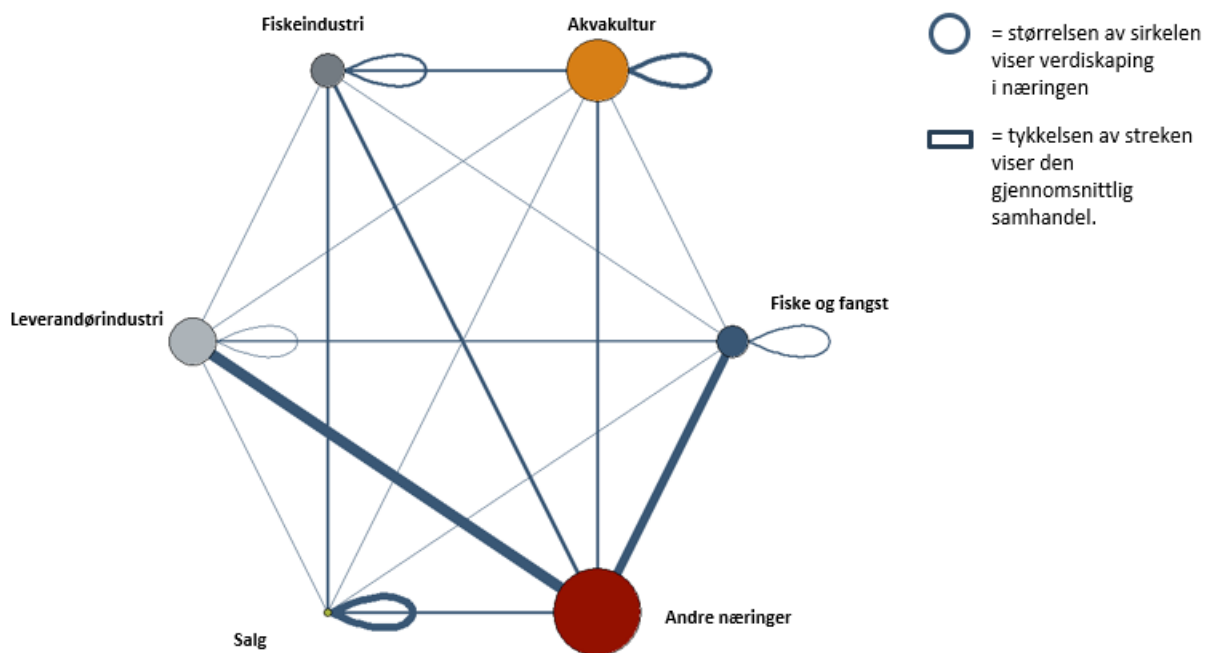 Fiskeindustri
Akvakultur
= størrelsen av sirkelen
viser verdiskaping
i næringen
= tykkelsen av streken
viser den
gjennomsnittlig
samhandel.
Leverandørindustri
Fiske og fangst
Salg
Andre næringer